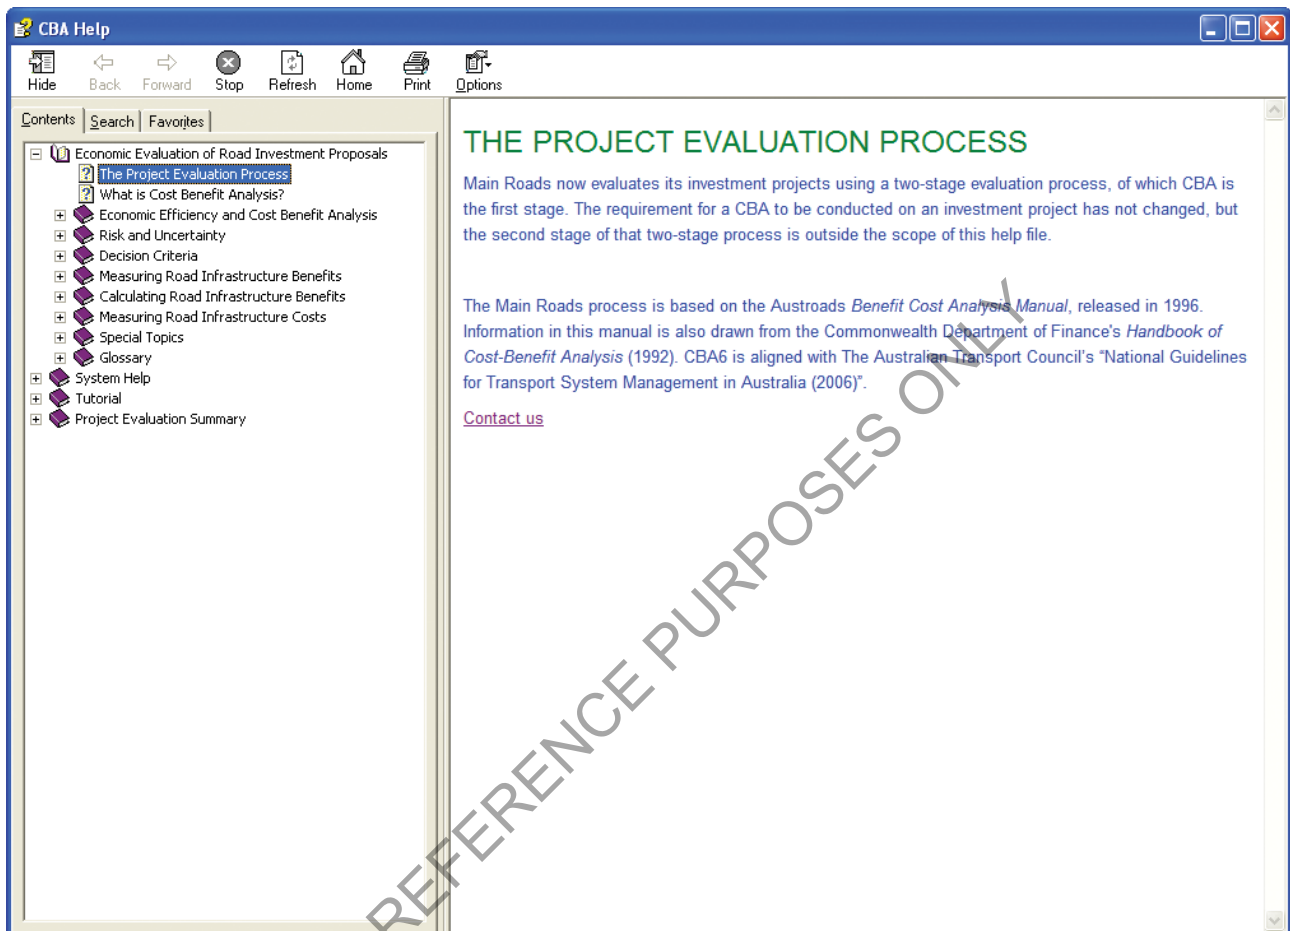 CBA Help
Hide Back Forward Stop Refresh Home Print Options
Contents Search Favorites
Economic Evaluation of Road Investment Proposals
The Project Evaluation Process
What is Cost Benefit Analysis?
Economic Efficiency and Cost Benefit Analysis
Risk and Uncertainty
Decision Criteria
Measuring Road Infrastructure Benefits
Calculating Road Infrastructure Benefits
Measuring Road Infrastructure Costs
Special Topics
Glossary
System Help
Tutorial
Project Evaluation Summary
THE PROJECT EVALUATION PROCESS
Main Roads now evaluates its investment projects using a two-stage evaluation process, of which CBA is
the first stage. The requirement for a CBA to be conducted on an investment project has not changed, but
the second stage of that two-stage process is outside the scope of this help file.
The Main Roads process is based on the Austroads Benefit Cost Analysis Manual, released in 1996.
Information in this manual is also drawn from the Commonwealth Department of Finance's Handbook of
Cost-Benefit Analysis (1992). CBA6 is aligned with The Australian Transport Council's “National Guidelines
for Transport System Management in Australia (2006)”.
Contact us
REFERENCE PURPOSES ONLY